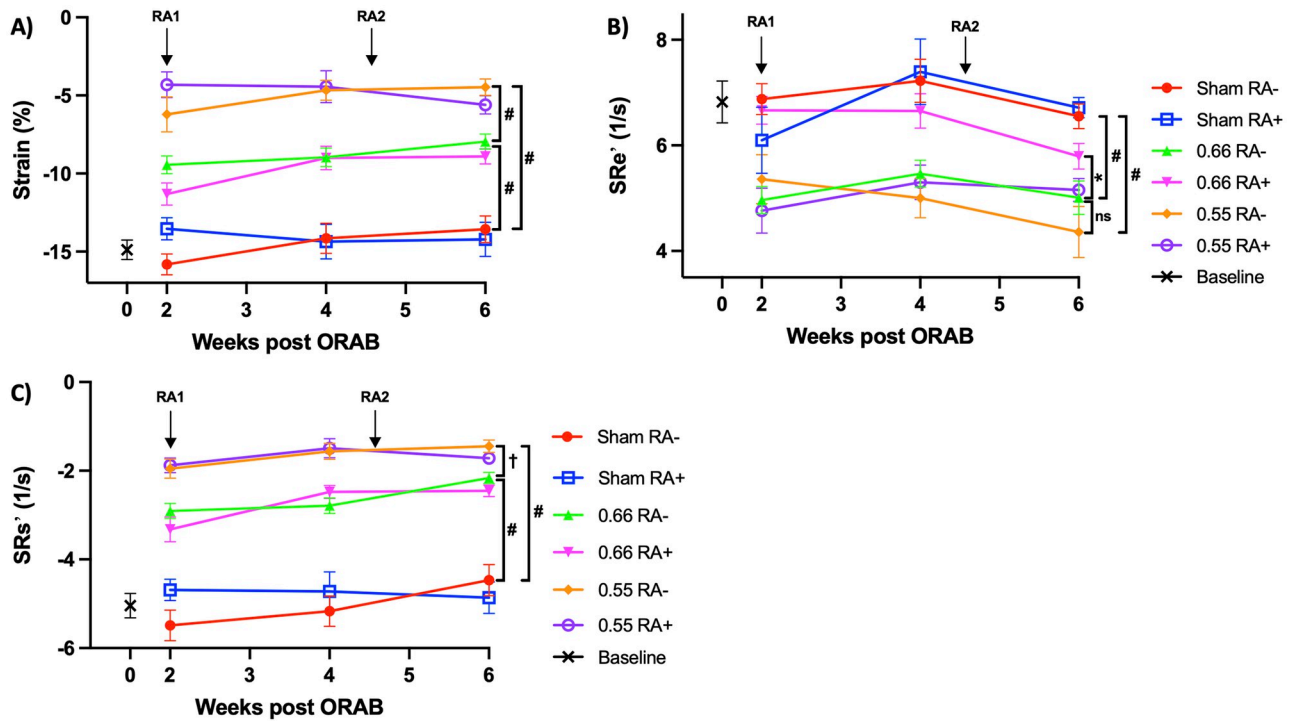 A)
RA1
RA2
0
-5
-10
-15
Strain (%)
#
#
#
0
2
3
4
5
6
Weeks post ORAB
B)
RA1
RA2
8
6
4
SRe' (1/s)
#
#
*
ns
0
2
3
4
5
6
Weeks post ORAB
Sham RA-
Sham RA+
0.66 RA-
0.66 RA+
0.55 RA-
0.55 RA+
Baseline
C)
RA1
RA2
0
-2
-4
-6
SRs' (1/s)
†
#
#
0
2
3
4
5
6
Weeks post ORAB
Sham RA-
Sham RA+
0.66 RA-
0.66 RA+
0.55 RA-
0.55 RA+
Baseline